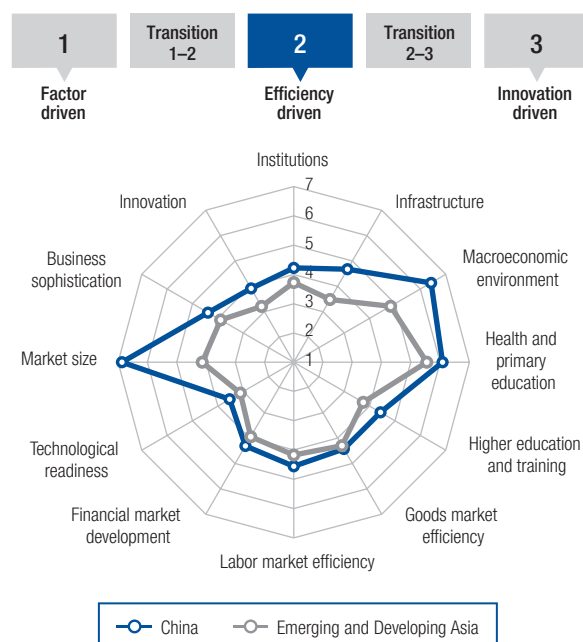 1
Transition
1–2
2
Transition
2–3
3
Factor
driven
Efficiency
driven
Innovation
driven
Institutions
7
Innovation
Infrastructure
6
5
Business
sophistication
Macroeconomic
environment
4
3
2
Market size
1
Health and
primary
education
Technological
readiness
Higher education
and training
Financial market
development
Goods market
efficiency
Labor market efficiency
China
Emerging and Developing Asia